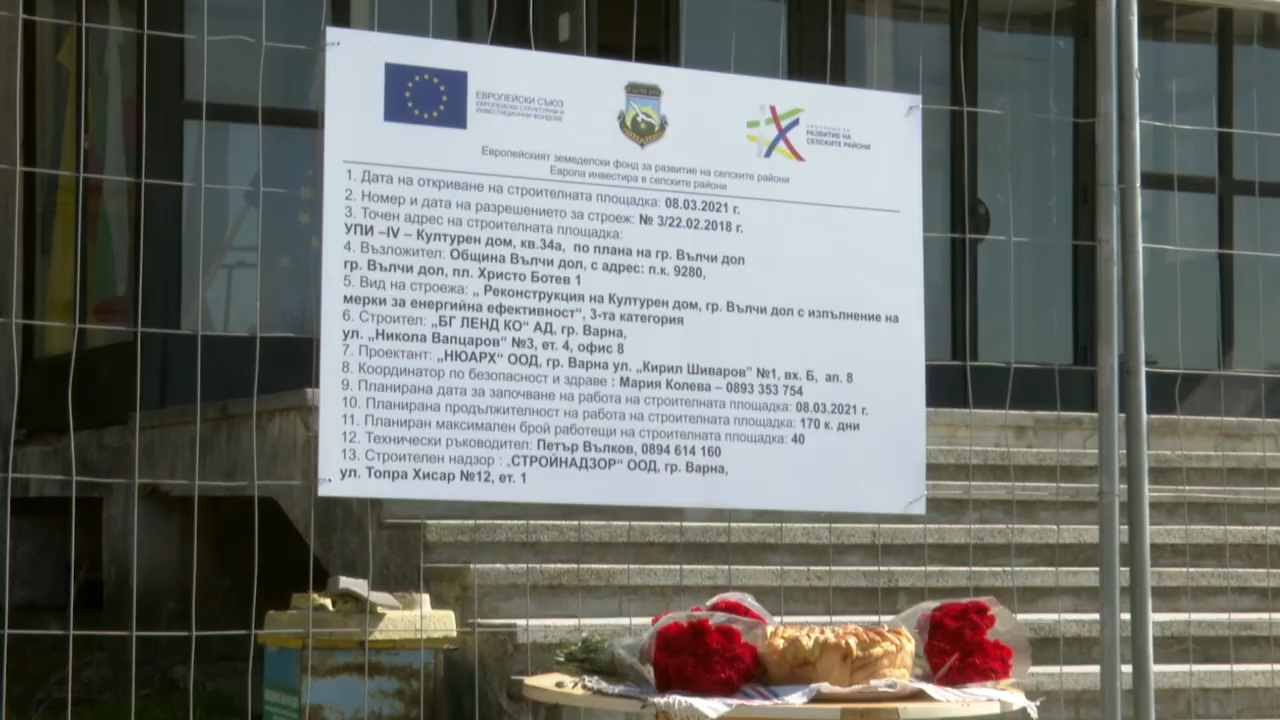 ЕВРОПЕЙСКИ СЪЮЗ
ЕВРОПЕЙСКИ СТРУКТУРНИ И
ИНВЕСТИЦИОННИ ФОНДОВЕ
ПРОГРАМА ЗА
РАЗВИТИЕ НА
СЕЛСКИТЕ РАЙОНИ
Европейският земеделски фонд за развитие на селските райони
Европа инвестира в селските райони
1. Дата на откриване на строителната площадка: 08.03.2021 г.
2. Номер и дата на разрешението за строеж: № 3/22.02.2018 г.
3. Точен адрес на строителната площадка:
УПИ –IV – Културен дом, кв.34а, по плана на гр. Вълчи дол
4. Възложител: Община Вълчи дол, с адрес: п.к. 9280,
гр. Вълчи дол, пл. Христо Ботев 1
5. Вид на строежа: „ Реконструкция на Културен дом, гр. Вълчи дол с изпълнение на
мерки за енергийна ефективност“, 3-та категория
6. Строител: „БГ ЛЕНД КО“ АД, гр. Варна,
ул. „Никола Вапцаров“ №3, ет. 4, офис 8
7. Проектант: „НЮАРХ“ ООД, гр. Варна ул. „Кирил Шиваров” №1, вх. Б, ап. 8
8. Координатор по безопасност и здраве : Мария Колева – 0893 353 754
9. Планирана дата за започване на работа на строителната площадка: 08.03.2021 г.
10. Планирана продължителност на работа на строителната площадка: 170 к. дни
11. Планиран максимален брой работещи на строителната площадка: 40
12. Технически ръководител: Петър Вълков, 0894 614 160
13. Строителен надзор : „СТРОЙНАДЗОР“ ООД, гр. Варна,
ул. Топра Хисар №12, ет. 1